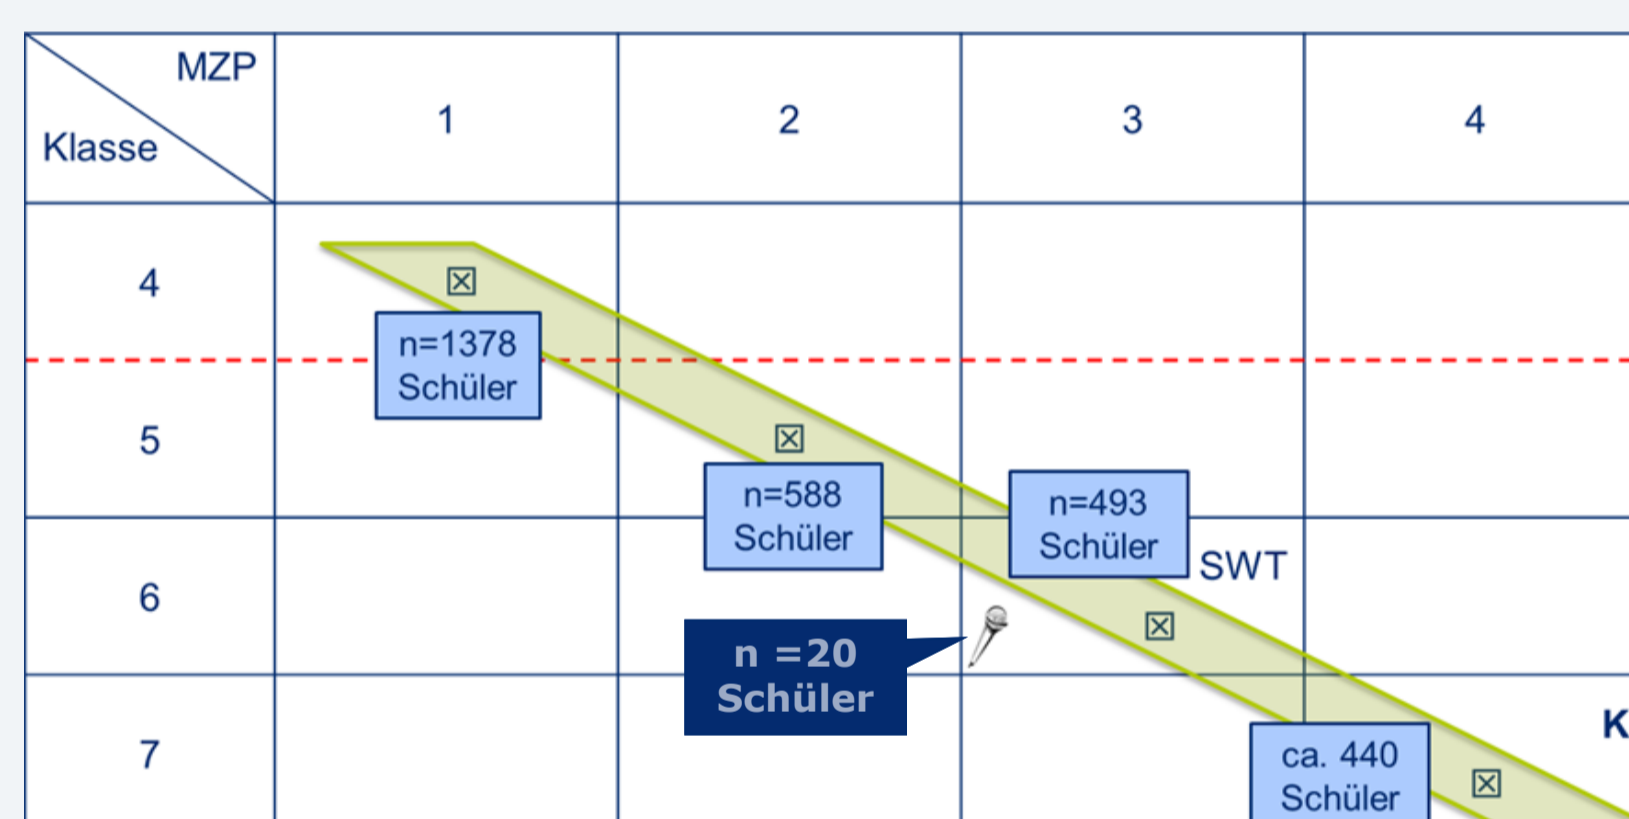 MZP
Klasse
1
2
3
4
4
n=1378
Schüler
5
n=588
Schüler
n=493
Schüler
SWT
6
n =20
Schüler
7
ca. 440
Schüler
K